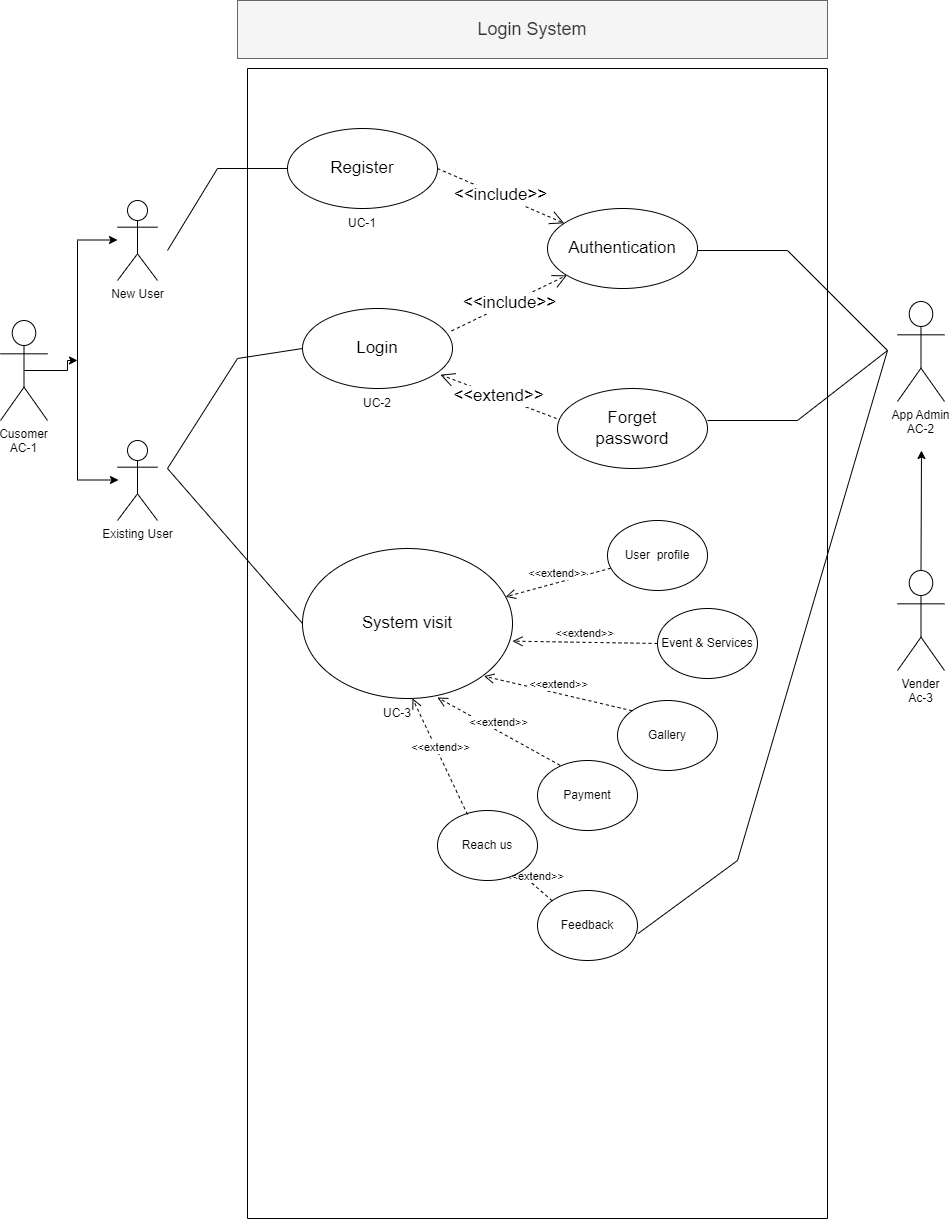 Login System
Register
UC-1
<<include>>
Authentication
New User
<<include>>
Login
UC-2
<<extend>>
Forget
password
Cusomer
AC-1
App Admin
AC-2
Existing User
User  profile
<<extend>>
System visit
UC-3
<<extend>>
Event & Services
<<extend>>
Gallery
<<extend>>
Payment
<<extend>>
Reach us
<<extend>>
Feedback
Vender
Ac-3